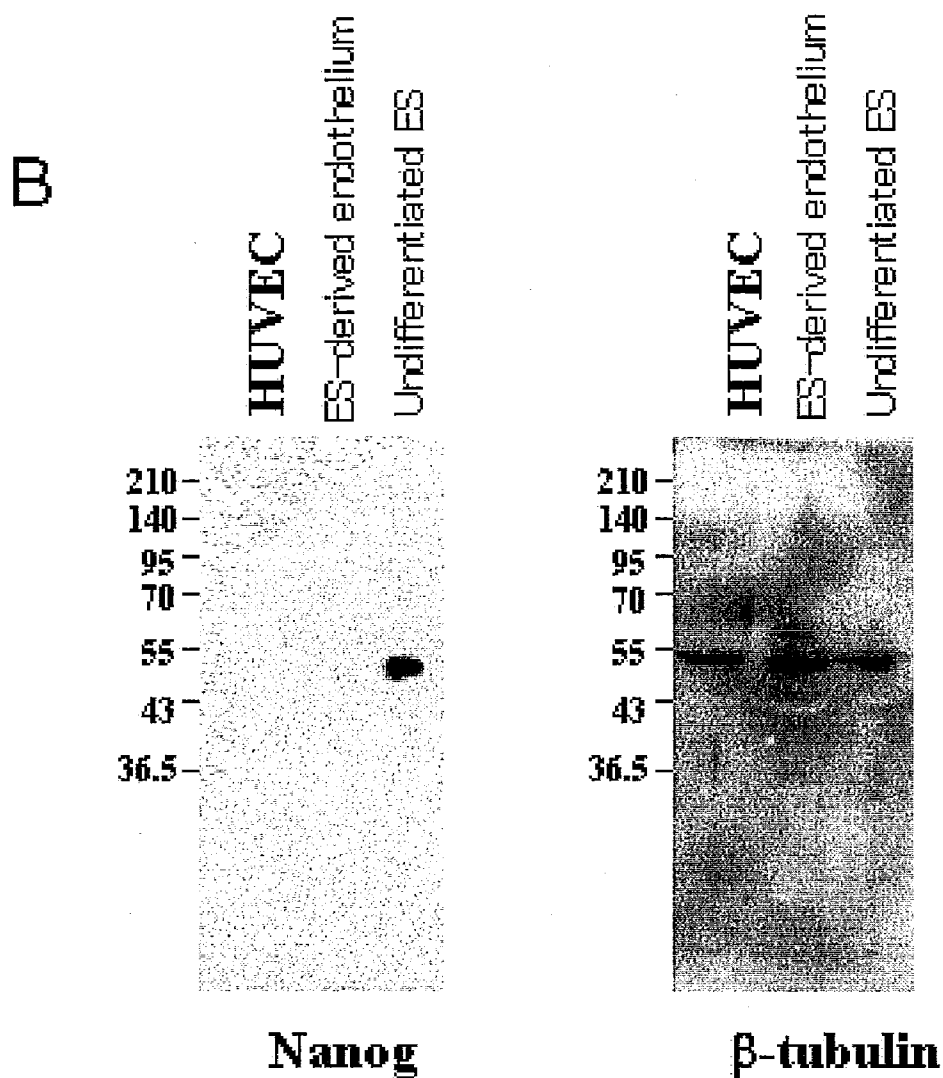 B
HUVEC
ES-derived endothelium
Undifferentiated ES
HUVEC
ES-derived endothelium
Undifferentiated ES
210
140
95
70
55
43
36.5
210
140
95
70
55
43
36.5
Nanog
β-tubulin